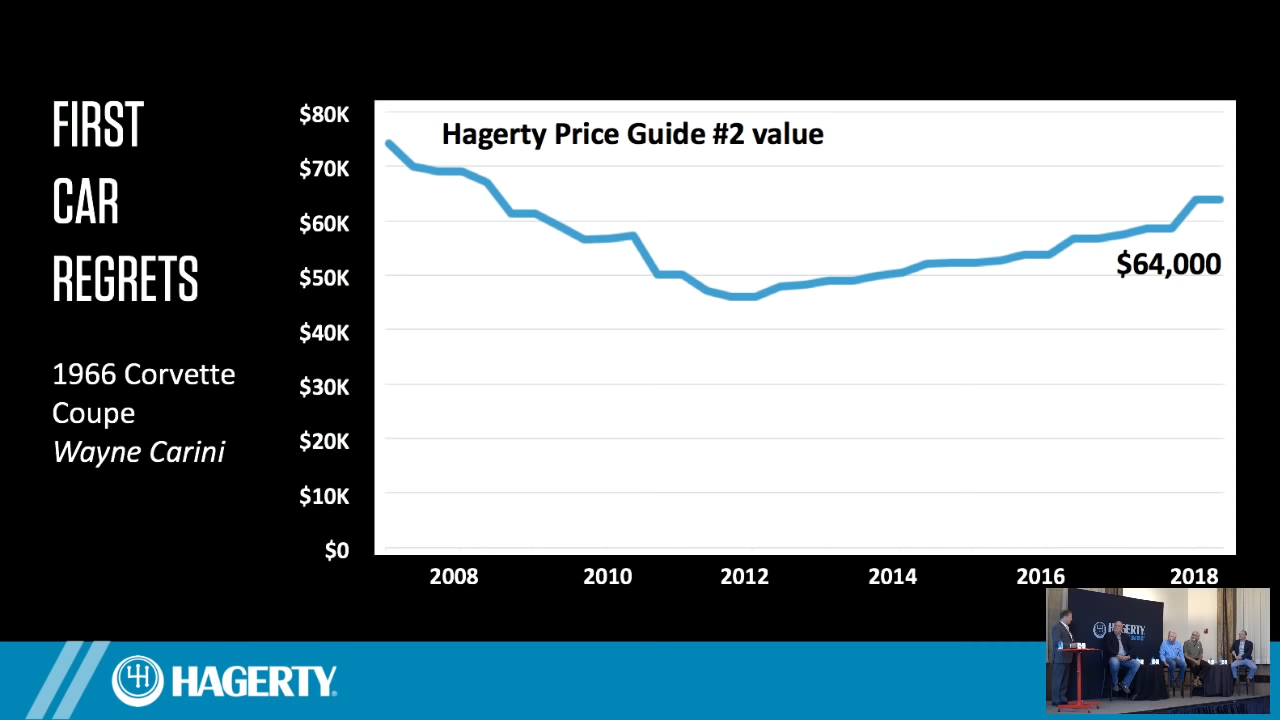 FIRST
CAR
REGRETS
1966 Corvette
Coupe
Wayne Carini
Hagerty Price Guide #2 value
$80K
$70K
$60K
$50K
$40K
$30K
$20K
$10K
$0
$64,000
2008 2010 2012 2014 2016 2018
HAGERTY
HAGERTY